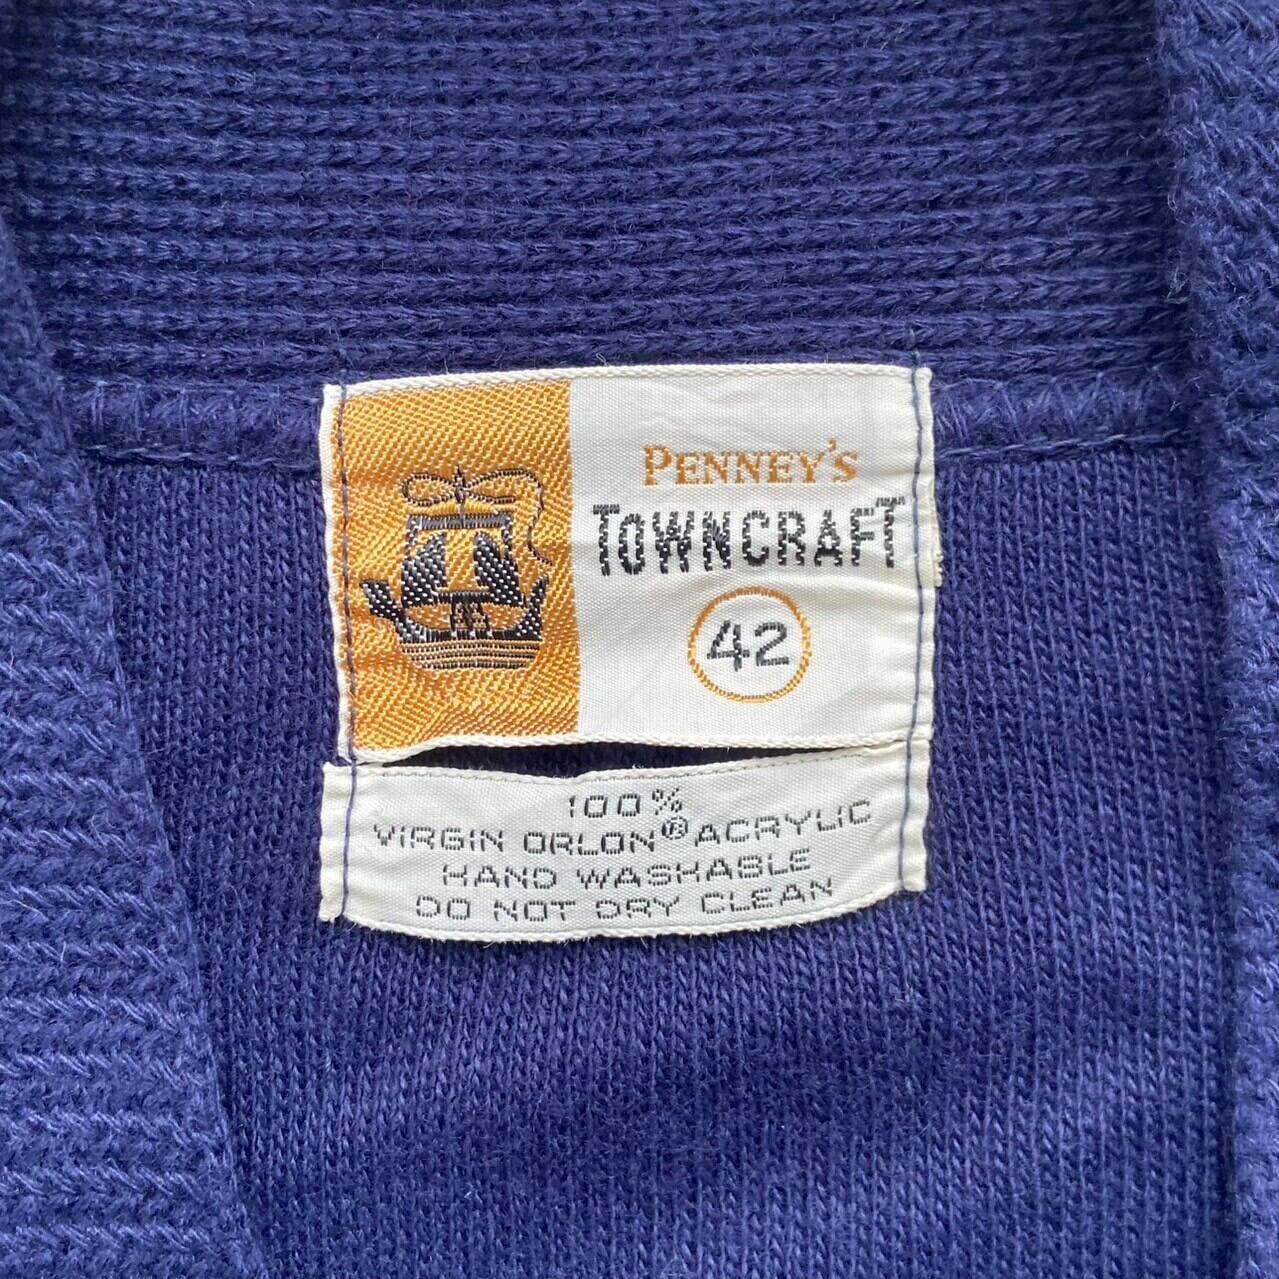 PENNEY'S
TOWNCRAFT
42
100%
VIRGIN ORLON® ACRYLIC
HAND WASHABLE
DO NOT DRY CLEAN